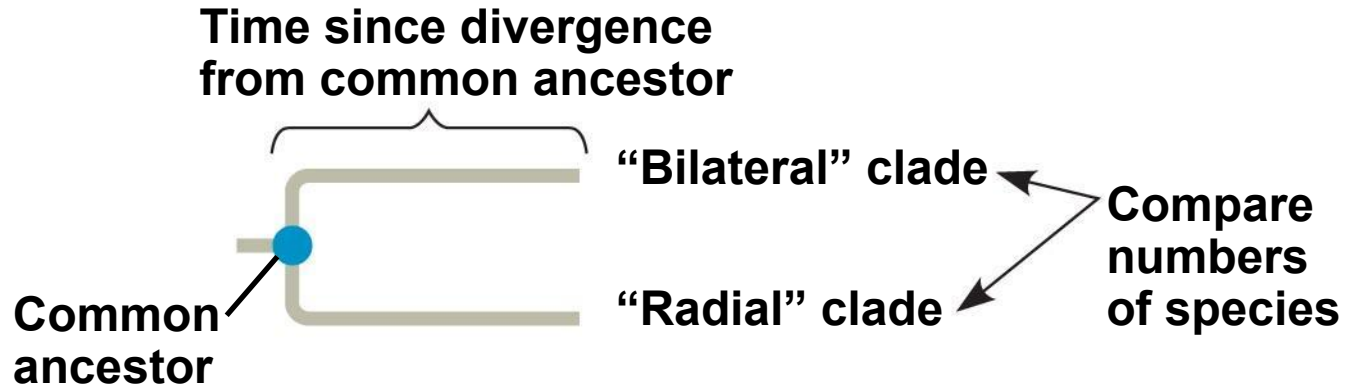 Time since divergence
from common ancestor
“Bilateral” clade
Compare
numbers
of species
“Radial” clade
Common
ancestor